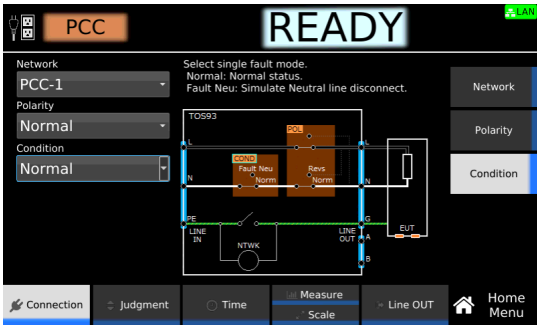 PCC
READY
LAN
Network
PCC-1
Polarity
Normal
Condition
Normal
Select single fault mode.
Normal: Normal status.
Fault Neu: Simulate Neutral line disconnect.
TOS93
POL
L
L
COND
Fault Neu
Revs
Norm
Norm
N
N
PE
G
EUT
LINE IN
LINE OUT
A
NTWK
B
Network
Polarity
Condition
Connection
Judgment
Time
Measure
Scale
Line OUT
Home
Menu